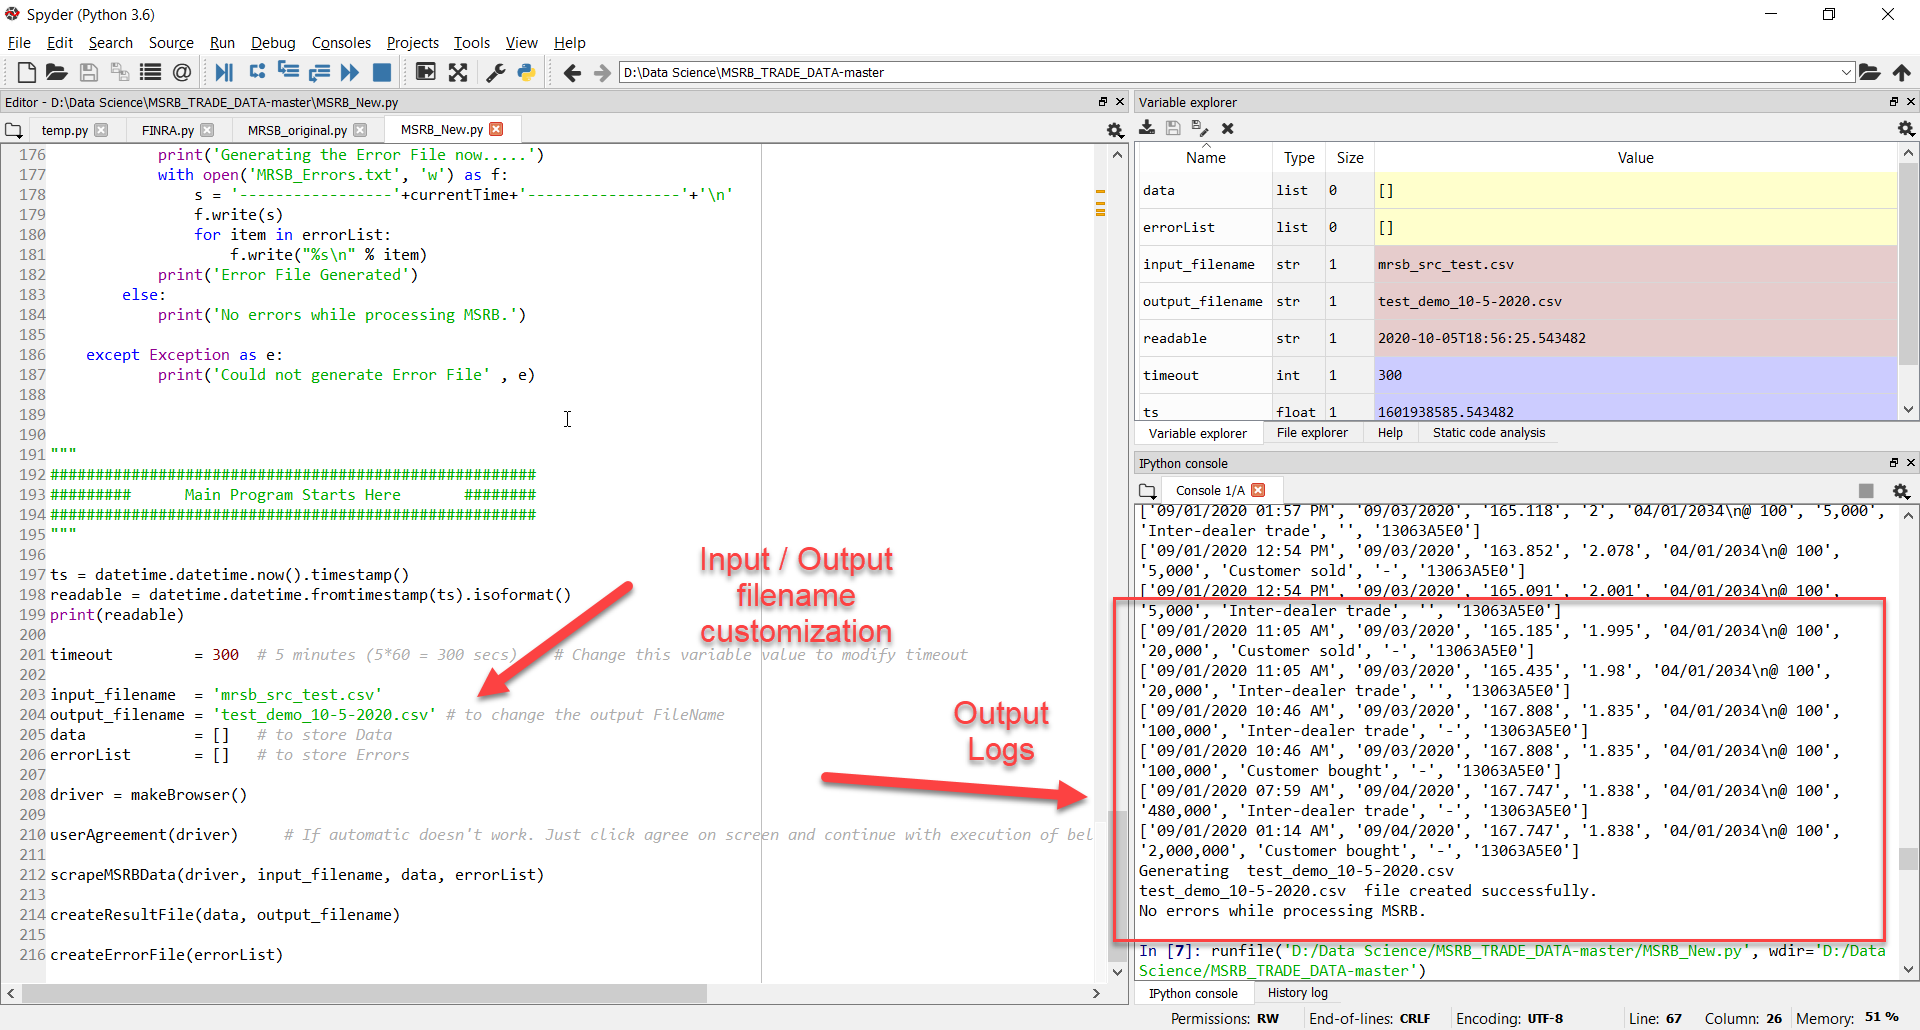 Spyder (Python 3.6)
File Edit Search Source Run Debug Consoles Projects Tools View Help
D:\Data Science\MSRB_TRADE_DATA-master
Editor - D:\Data Science\MSRB_TRADE_DATA-master\MSRB_New.py
temp.py FINRA.py MRSB_original.py MSRB_New.py
176 print('Generating the Error File now.....')
177 with open('MRSB_Errors.txt', 'w') as f:
178 s = '-----------------'+currentTime+'-----------------'+'\n'
179 f.write(s)
180 for item in errorList:
181 f.write("%s\n" % item)
182 print('Error File Generated')
183 else:
184 print('No errors while processing MSRB.')
185
186 except Exception as e:
187 print('Could not generate Error File' , e)
188
189
190
191 """
192 ######################################################
193 ######### Main Program Starts Here ########
194 ######################################################
195 """
196
197 ts = datetime.datetime.now().timestamp()
198 readable = datetime.datetime.fromtimestamp(ts).isoformat()
199 print(readable)
200
201 timeout = 300 # 5 minutes (5*60 = 300 secs) # Change this variable value to modify timeout
202
203 input_filename = 'mrsb_src_test.csv'
204 output_filename = 'test_demo_10-5-2020.csv' # to change the output FileName
205 data = [] # to store Data
206 errorList = [] # to store Errors
207
208 driver = makeBrowser()
209
210 userAgreement(driver) # If automatic doesn't work. Just click agree on screen and continue with execution of bel
211
212 scrapeMSRBData(driver, input_filename, data, errorList)
213
214 createResultFile(data, output_filename)
215
216 createErrorFile(errorList)
Input / Output
filename
customization
Output
Logs
Variable explorer
Name Type Size Value
data list 0 []
errorList list 0 []
input_filename str 1 mrsb_src_test.csv
output_filename str 1 test_demo_10-5-2020.csv
readable str 1 2020-10-05T18:56:25.543482
timeout int 1 300
ts float 1 1601938585.543482
Variable explorer File explorer Help Static code analysis
IPython console
Console 1/A
['09/01/2020 01:57 PM', '09/03/2020', '165.118', '2', '04/01/2034\n@ 100', '5,000',
'Inter-dealer trade', '', '13063A5E0']
['09/01/2020 12:54 PM', '09/03/2020', '163.852', '2.078', '04/01/2034\n@ 100',
'5,000', 'Customer sold', '-', '13063A5E0']
['09/01/2020 12:54 PM', '09/03/2020', '165.091', '2.001', '04/01/2034\n@ 100',
'5,000', 'Inter-dealer trade', '', '13063A5E0']
['09/01/2020 11:05 AM', '09/03/2020', '165.185', '1.995', '04/01/2034\n@ 100',
'20,000', 'Customer sold', '-', '13063A5E0']
['09/01/2020 11:05 AM', '09/03/2020', '165.435', '1.98', '04/01/2034\n@ 100',
'20,000', 'Inter-dealer trade', '', '13063A5E0']
['09/01/2020 10:46 AM', '09/03/2020', '167.808', '1.835', '04/01/2034\n@ 100',
'100,000', 'Inter-dealer trade', '-', '13063A5E0']
['09/01/2020 10:46 AM', '09/03/2020', '167.808', '1.835', '04/01/2034\n@ 100',
'100,000', 'Customer bought', '-', '13063A5E0']
['09/01/2020 07:59 AM', '09/04/2020', '167.747', '1.838', '04/01/2034\n@ 100',
'480,000', 'Inter-dealer trade', '-', '13063A5E0']
['09/01/2020 01:14 AM', '09/04/2020', '167.747', '1.838', '04/01/2034\n@ 100',
'2,000,000', 'Customer bought', '-', '13063A5E0']
Generating test_demo_10-5-2020.csv
test_demo_10-5-2020.csv file created successfully.
No errors while processing MSRB.
In [7]: runfile('D:/Data Science/MSRB_TRADE_DATA-master/MSRB_New.py', wdir='D:/Data
Science/MSRB_TRADE_DATA-master')
IPython console History log
Permissions: RW End-of-lines: CRLF Encoding: UTF-8 Line: 67 Column: 26 Memory: 51 %